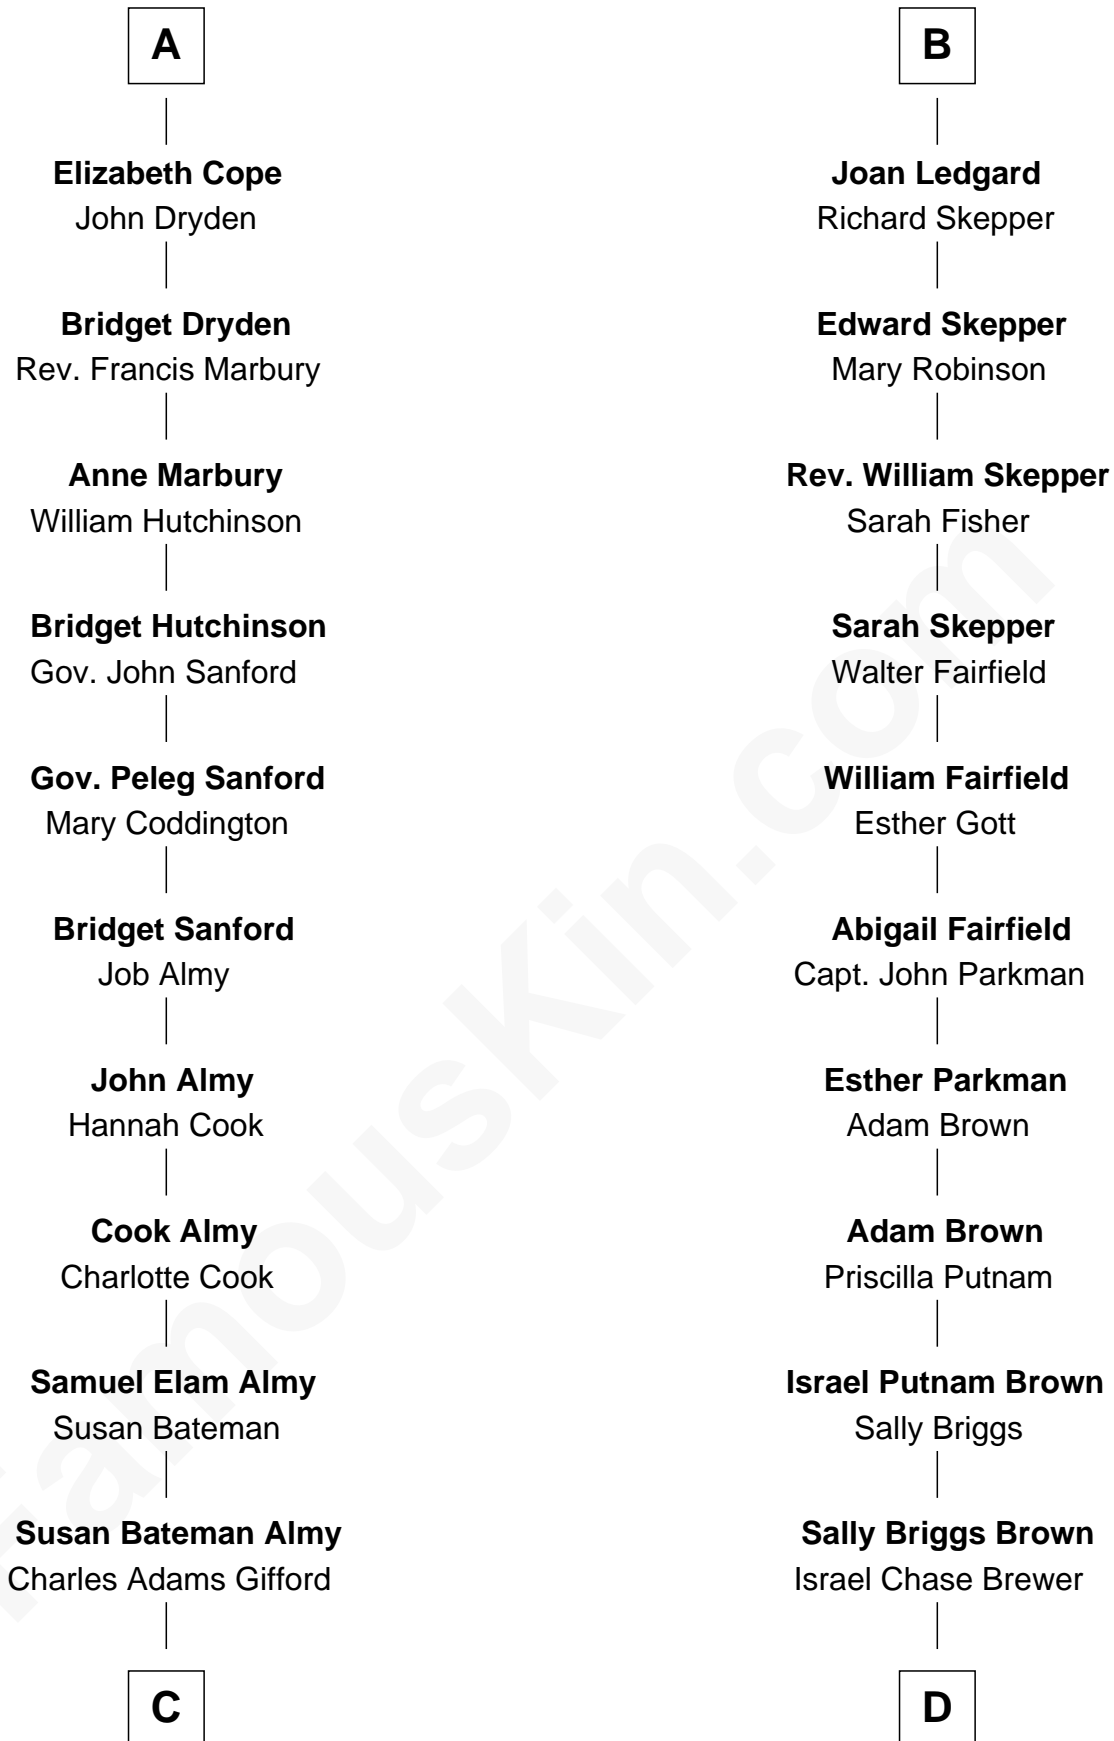 A
Elizabeth Cope
John Dryden
Bridget Dryden
Rev. Francis Marbury
Anne Marbury
William Hutchinson
Bridget Hutchinson
Gov. John Sanford
Gov. Peleg Sanford
Mary Coddington
Bridget Sanford
Job Almy
John Almy
Hannah Cook
Cook Almy
Charlotte Cook
Samuel Elam Almy
Susan Bateman
Susan Bateman Almy
Charles Adams Gifford
C
B
Joan Ledgard
Richard Skepper
Edward Skepper
Mary Robinson
Rev. William Skepper
Sarah Fisher
Sarah Skepper
Walter Fairfield
William Fairfield
Esther Gott
Abigail Fairfield
Capt. John Parkman
Esther Parkman
Adam Brown
Adam Brown
Priscilla Putnam
Israel Putnam Brown
Sally Briggs
Sally Briggs Brown
Israel Chase Brewer
D
FamousKin.com